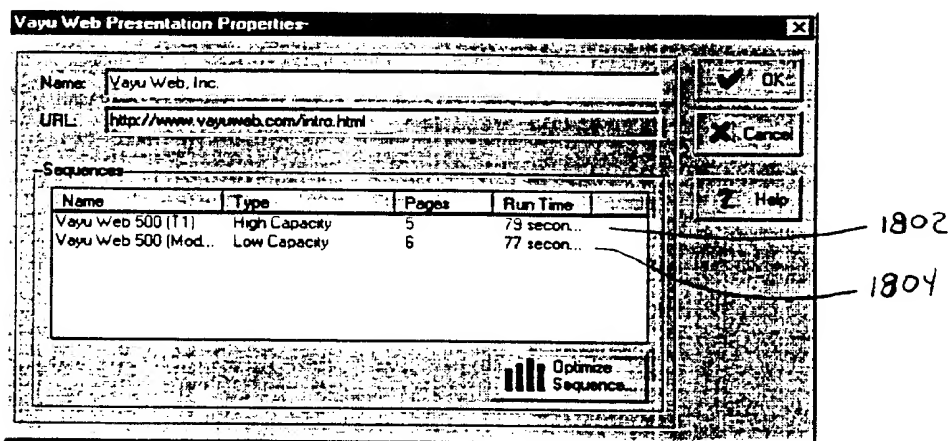 Vayu Web Presentation Properties-
Name: Vayu Web, Inc.
OK
URL: http://www.vayuweb.com/intro.html
Cancel
Sequences
Help
Name Type Pages Run Time
Vayu Web 500 (T1) High Capacity 5 79 secon...
1802
Vayu Web 500 (Mod... Low Capacity 6 77 secon...
1804
Optimize
Sequence...